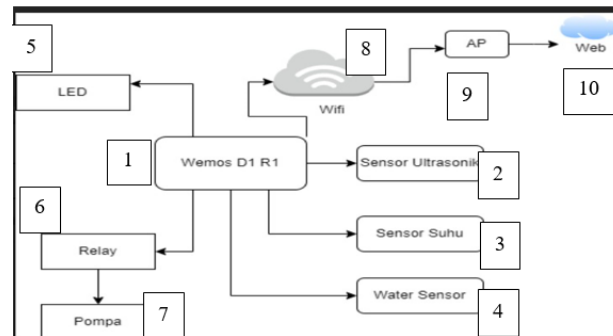 5
8
AP
Web
LED
Wifi
9
10
1
Wemos D1 R1
Sensor Ultrasonik
2
6
Sensor Suhu
3
Relay
Water Sensor
4
Pompa
7